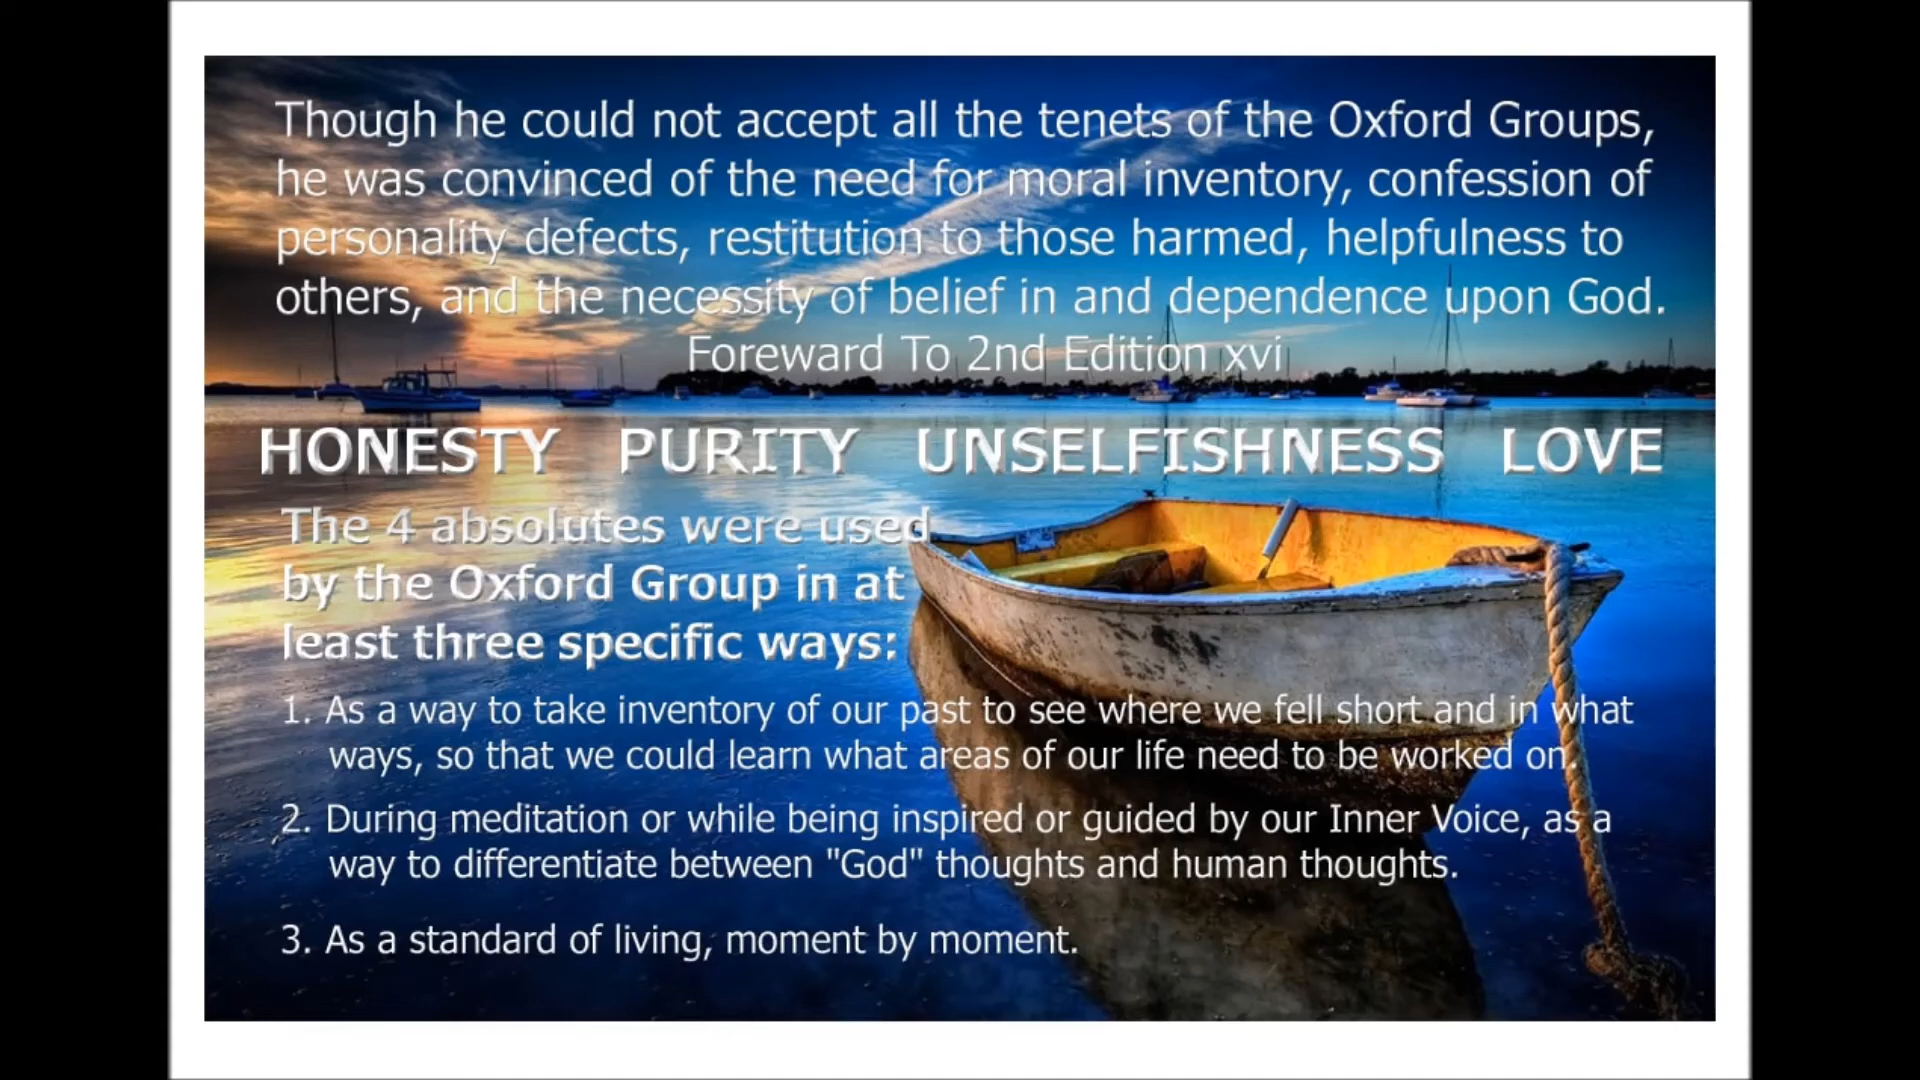 Though he could not accept all the tenets of the Oxford Groups,
he was convinced of the need for moral inventory, confession of
personality defects, restitution to those harmed, helpfulness to
others, and the necessity of belief in and dependence upon God.
Foreward To 2nd Edition xvi
HONESTY PURITY UNSELFISHNESS LOVE
The 4 absolutes were used
by the Oxford Group in at
least three specific ways:
1. As a way to take inventory of our past to see where we fell short and in what
ways, so that we could learn what areas of our life need to be worked on.
2. During meditation or while being inspired or guided by our Inner Voice, as a
way to differentiate between "God" thoughts and human thoughts.
3. As a standard of living, moment by moment.